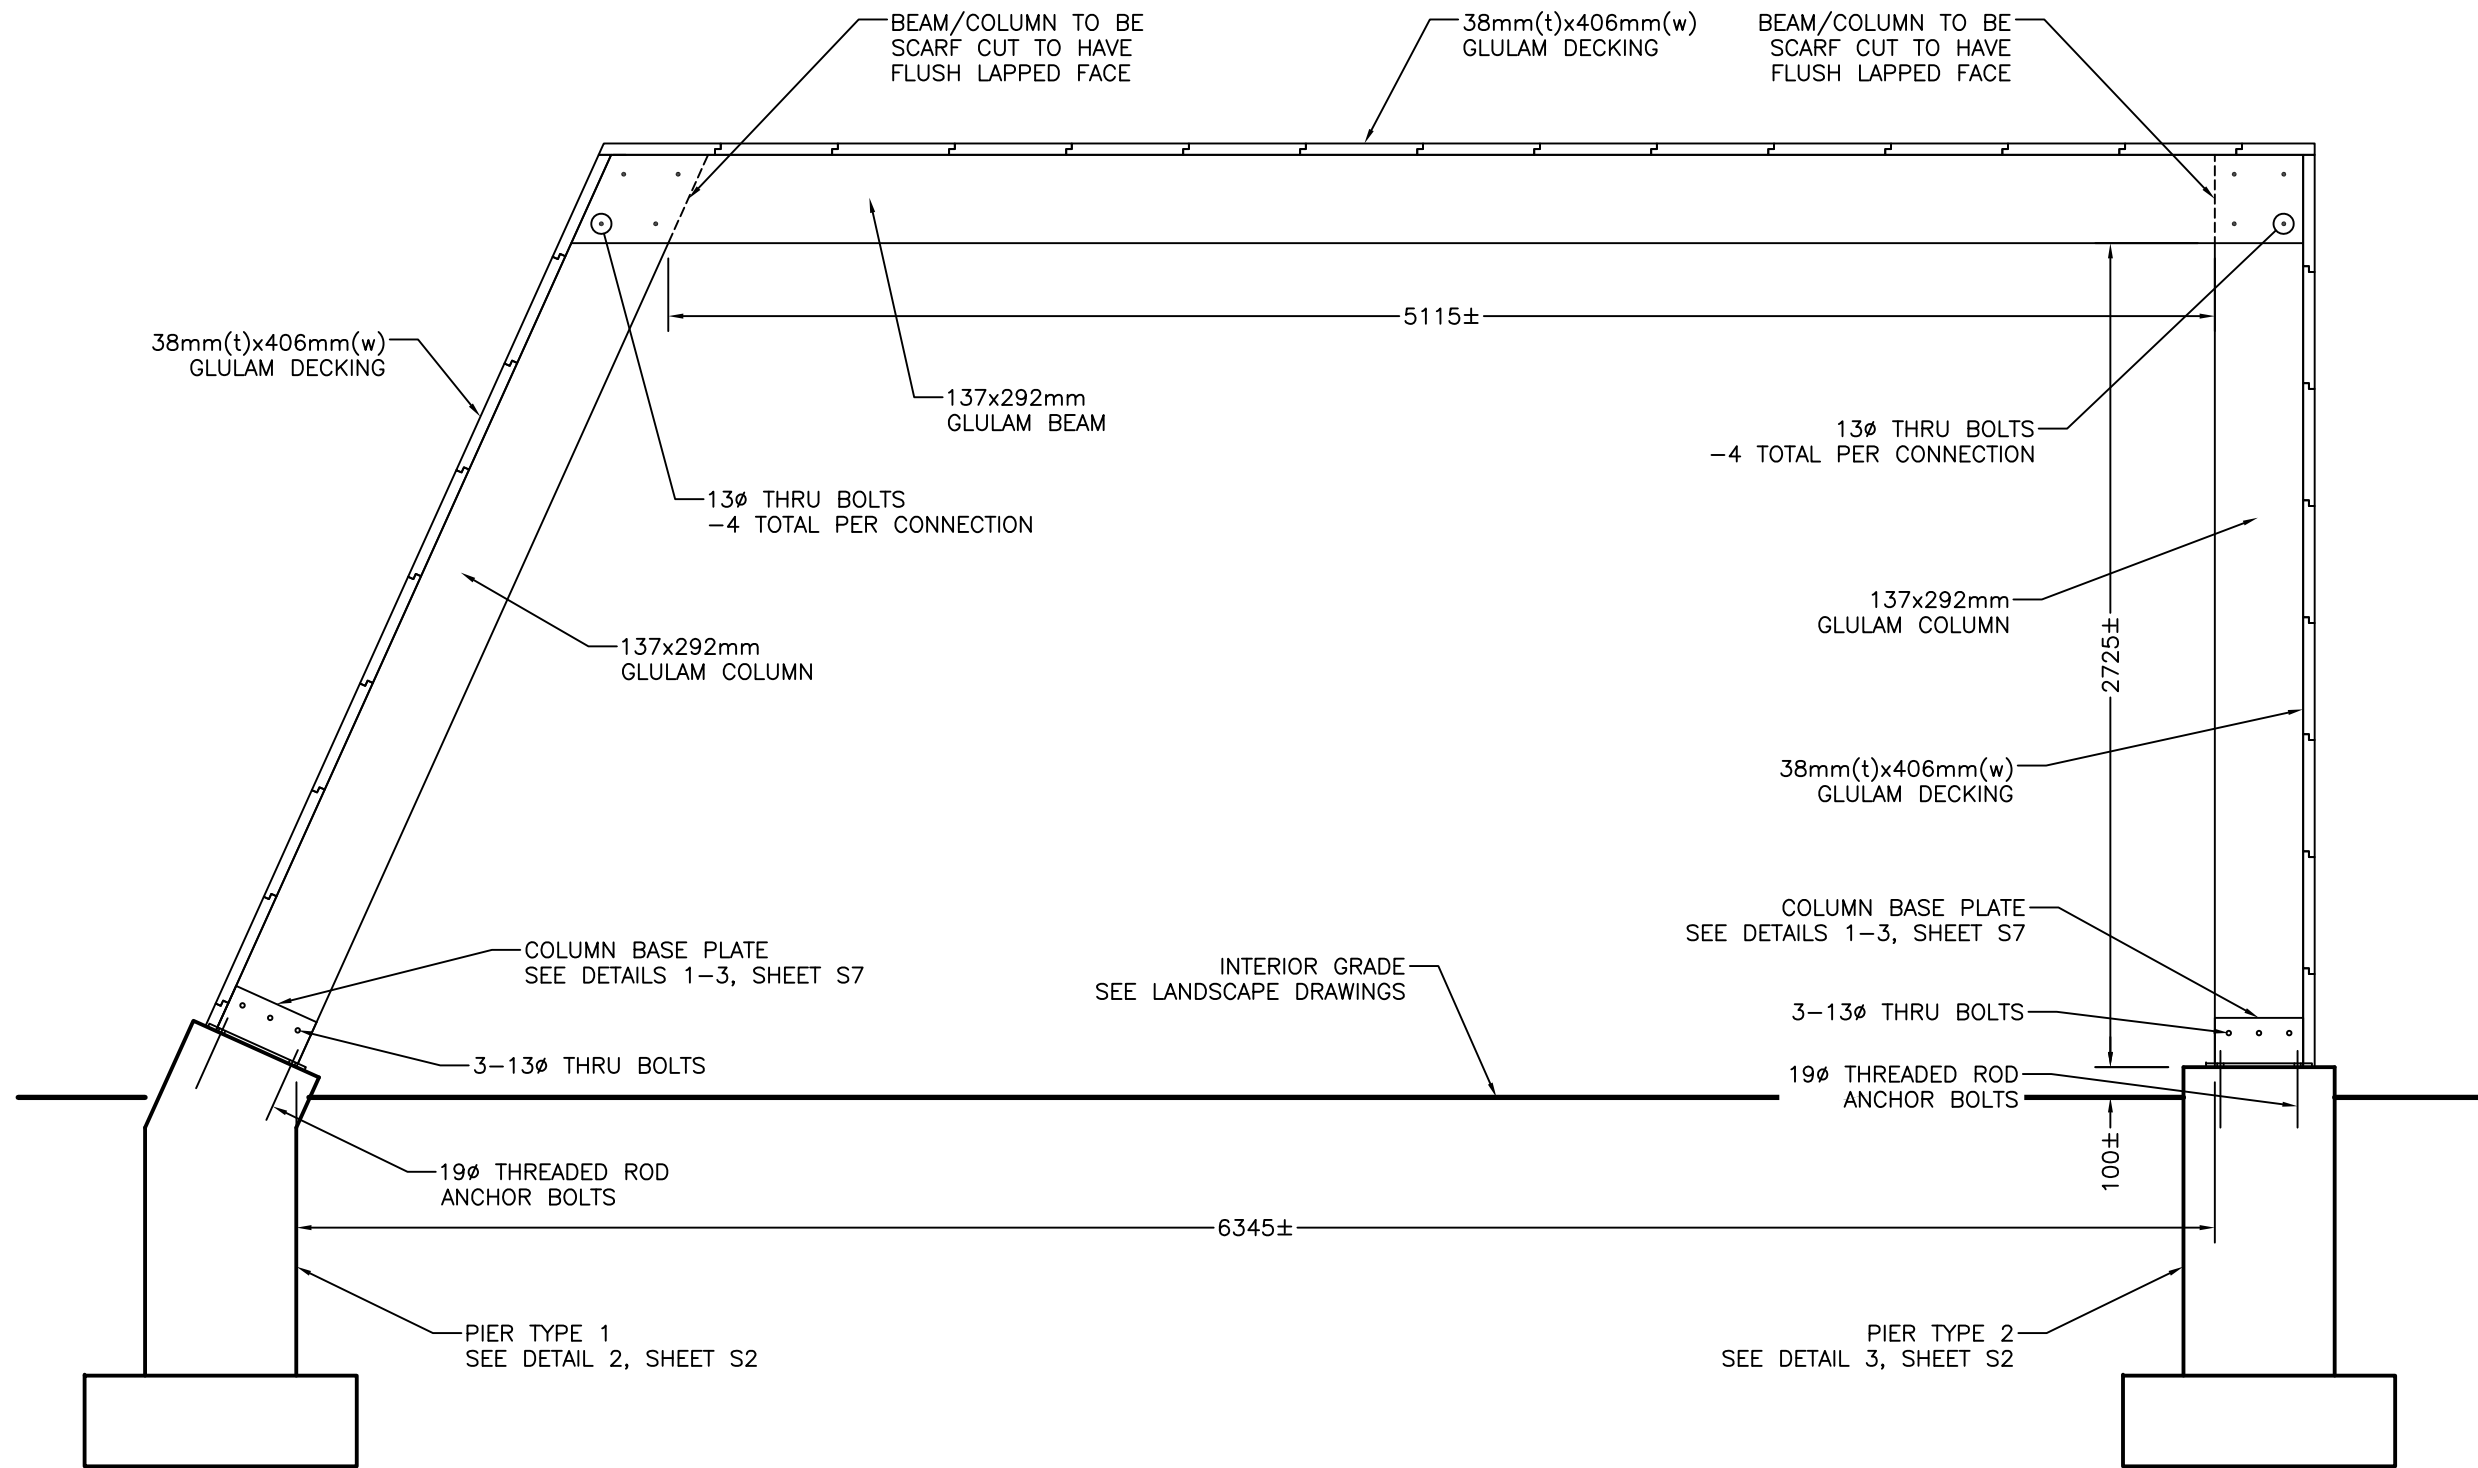 BEAM/COLUMN TO BE
SCARF CUT TO HAVE
FLUSH LAPPED FACE
38mm(t)x406mm(w)
GLULAM DECKING
BEAM/COLUMN TO BE
SCARF CUT TO HAVE
FLUSH LAPPED FACE
5115±
38mm(t)x406mm(w)
GLULAM DECKING
137x292mm
GLULAM BEAM
13ø THRU BOLTS
-4 TOTAL PER CONNECTION
13ø THRU BOLTS
-4 TOTAL PER CONNECTION
137x292mm
GLULAM COLUMN
2725±
137x292mm
GLULAM COLUMN
38mm(t)x406mm(w)
GLULAM DECKING
COLUMN BASE PLATE
SEE DETAILS 1-3, SHEET S7
COLUMN BASE PLATE
SEE DETAILS 1-3, SHEET S7
INTERIOR GRADE
SEE LANDSCAPE DRAWINGS
3-13ø THRU BOLTS
3-13ø THRU BOLTS
19ø THREADED ROD
ANCHOR BOLTS
100±
19ø THREADED ROD
ANCHOR BOLTS
6345±
PIER TYPE 1
SEE DETAIL 2, SHEET S2
PIER TYPE 2
SEE DETAIL 3, SHEET S2